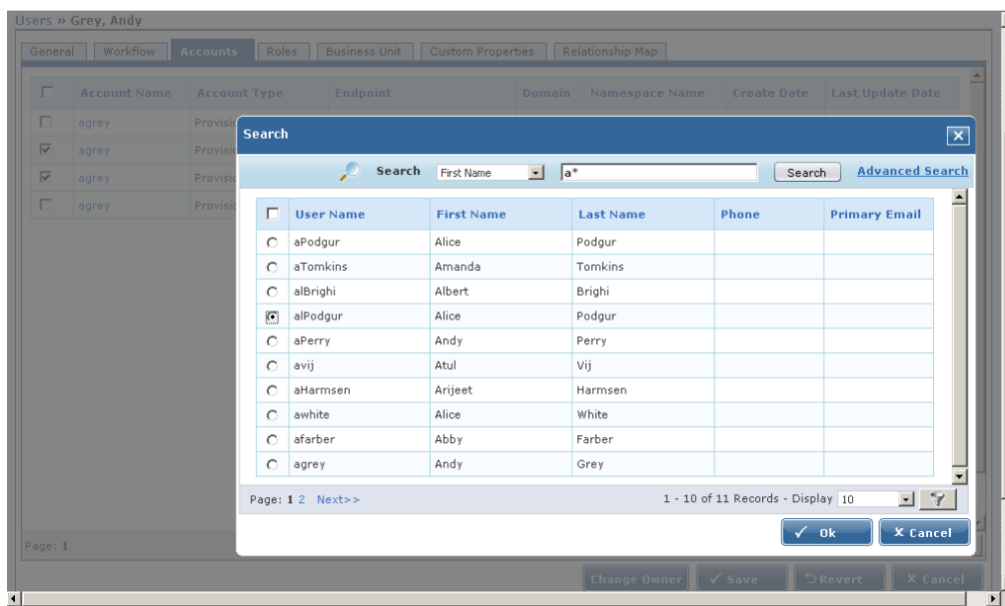 Users » Grey, Andy
General Workflow Accounts Roles Business Unit Custom Properties Relationship Map
Account Name Account Type Endpoint Domain Namespace Name Create Date Last Update Date
agrey
agrey
agrey
agrey
Search
Search First Name a* Search Advanced Search
User Name First Name Last Name Phone Primary Email
aPodgur Alice Podgur
aTomkins Amanda Tomkins
alBrighi Albert Brighi
alPodgur Alice Podgur
aPerry Andy Perry
avij Atul Vij
aHarmsen Arijeet Harmsen
awhite Alice White
afarber Abby Farber
agrey Andy Grey
Page: 1 2 Next>> 1 - 10 of 11 Records - Display 10
Ok X Cancel
Page: 1
Change Owner Save Revert X Cancel